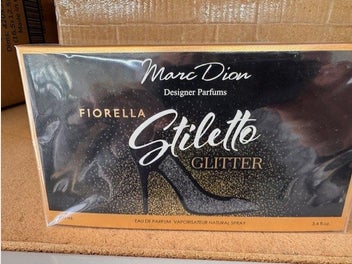 Marc Dion
Designer Parfums
FIORELLA
Stiletto
GLITTER
EAU DE PARFUM VAPORISATEUR NATURAL SPRAY
3.4 fl.oz